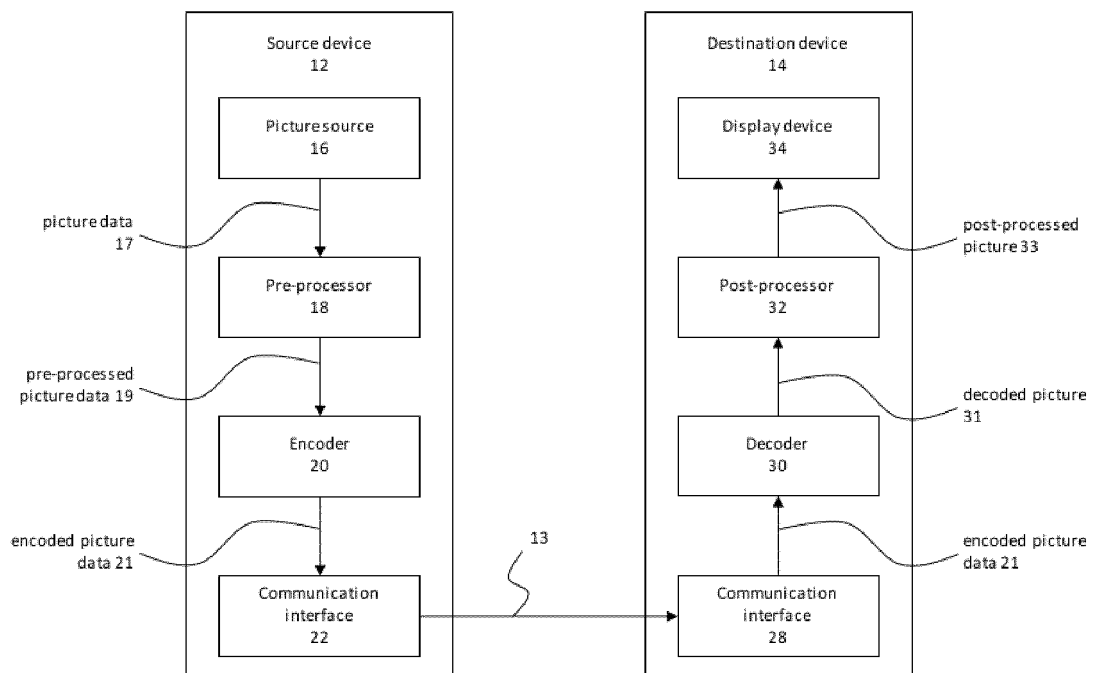 Source device
12
Picture source
16
picture data
17
Pre-processor
18
pre-processed
picture data 19
Encoder
20
encoded picture
data 21
Communication
interface
22
13
Destination device
14
Display device
34
post-processed
picture 33
Post-processor
32
decoded picture
31
Decoder
30
encoded picture
data 21
Communication
interface
28